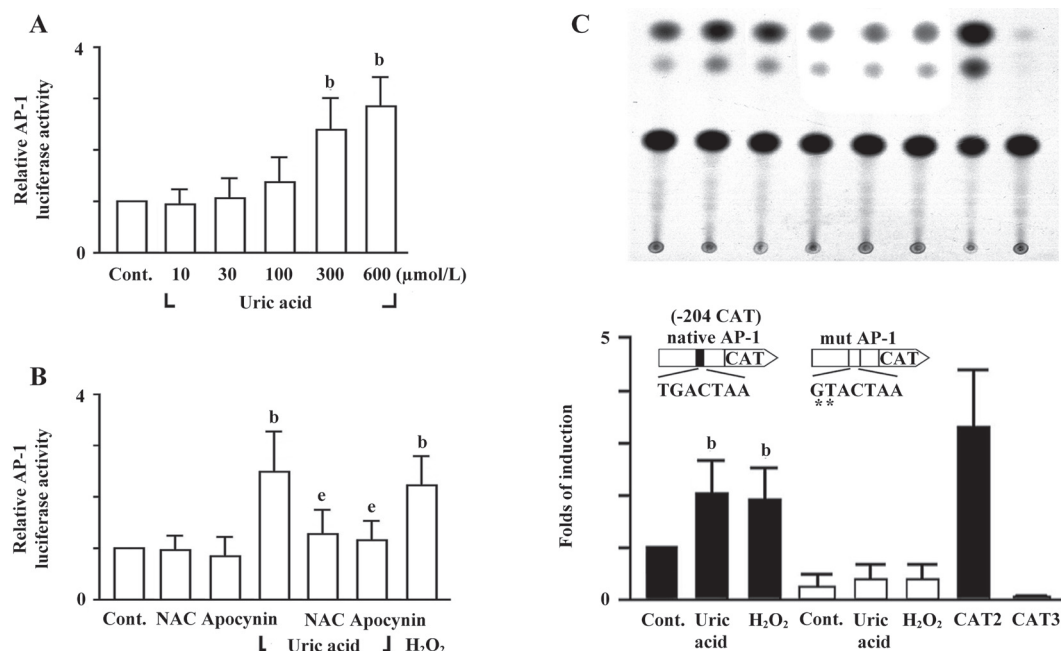 A
4
Relative AP-1
luciferase activity
b
b
0
Cont. 10 30 100 300 600 (µmol/L)
Uric acid
B
4
Relative AP-1
luciferase activity
b
e
e
b
0
Cont. NAC Apocynin NAC Apocynin
Uric acid H₂O₂
C
5
Folds of induction
(-204 CAT)
native AP-1
CAT
TGACTAA
mut AP-1
CAT
GTACTAA
**
b
b
0
Cont. Uric acid H₂O₂ Cont. Uric acid H₂O₂ CAT2 CAT3